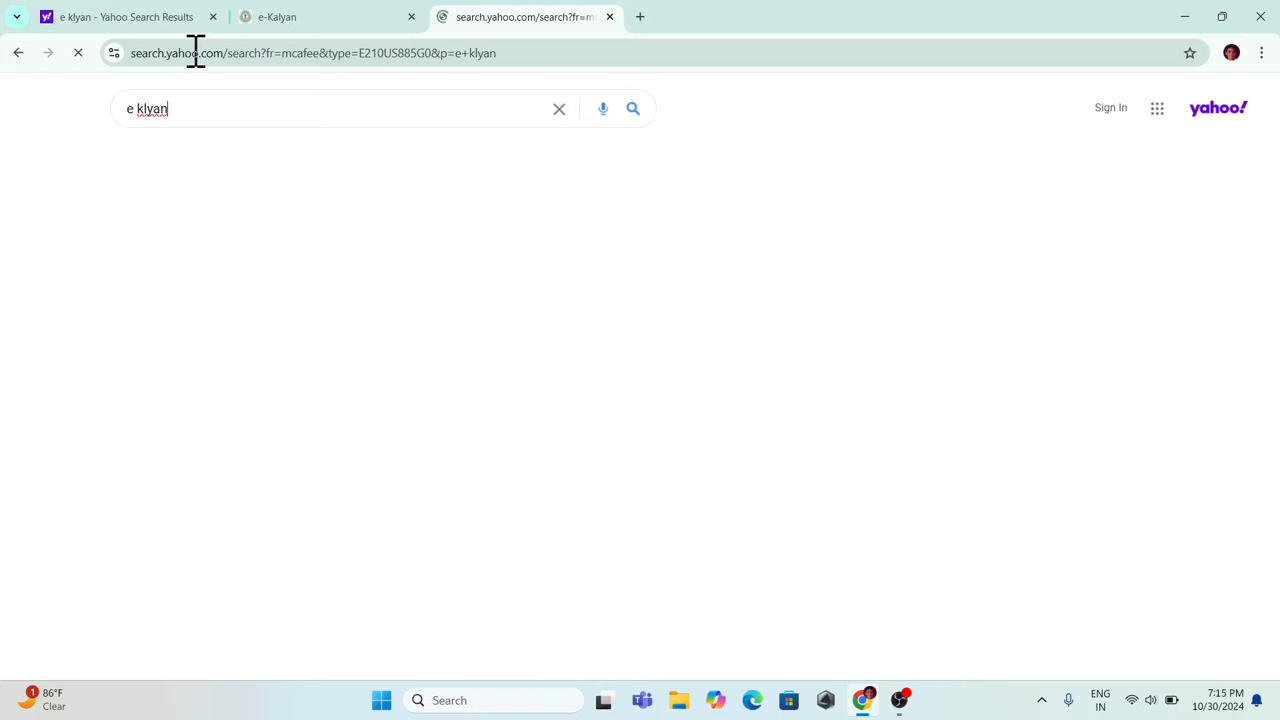 e klyan - Yahoo Search Results
e-Kalyan
search.yahoo.com/search?fr=m
search.yahoo.com/search?fr=mcafee&type=E210US885G0&p=e+klyan
e klyan
Sign In
yahoo!
1
86°F
Clear
Search
ENG
IN
7:15 PM
10/30/2024